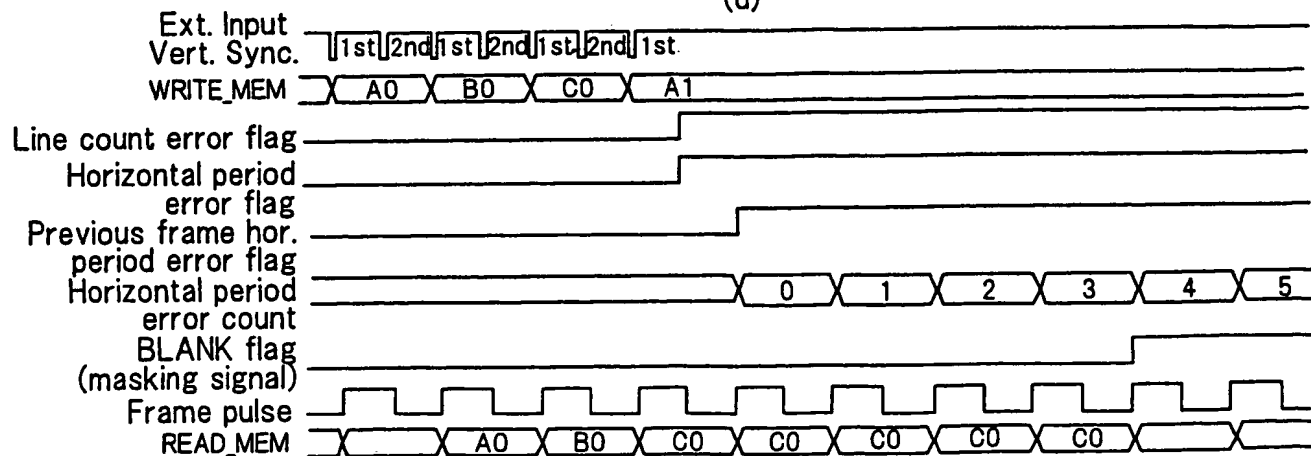 (d)
Ext. Input
Vert. Sync.
1st 2nd 1st 2nd 1st 2nd 1st
WRITE_MEM A0 B0 C0 A1
Line count error flag
Horizontal period
error flag
Previous frame hor.
period error flag
Horizontal period
error count
0 1 2 3 4 5
BLANK flag
(masking signal)
Frame pulse
READ_MEM A0 B0 C0 C0 C0 C0 C0